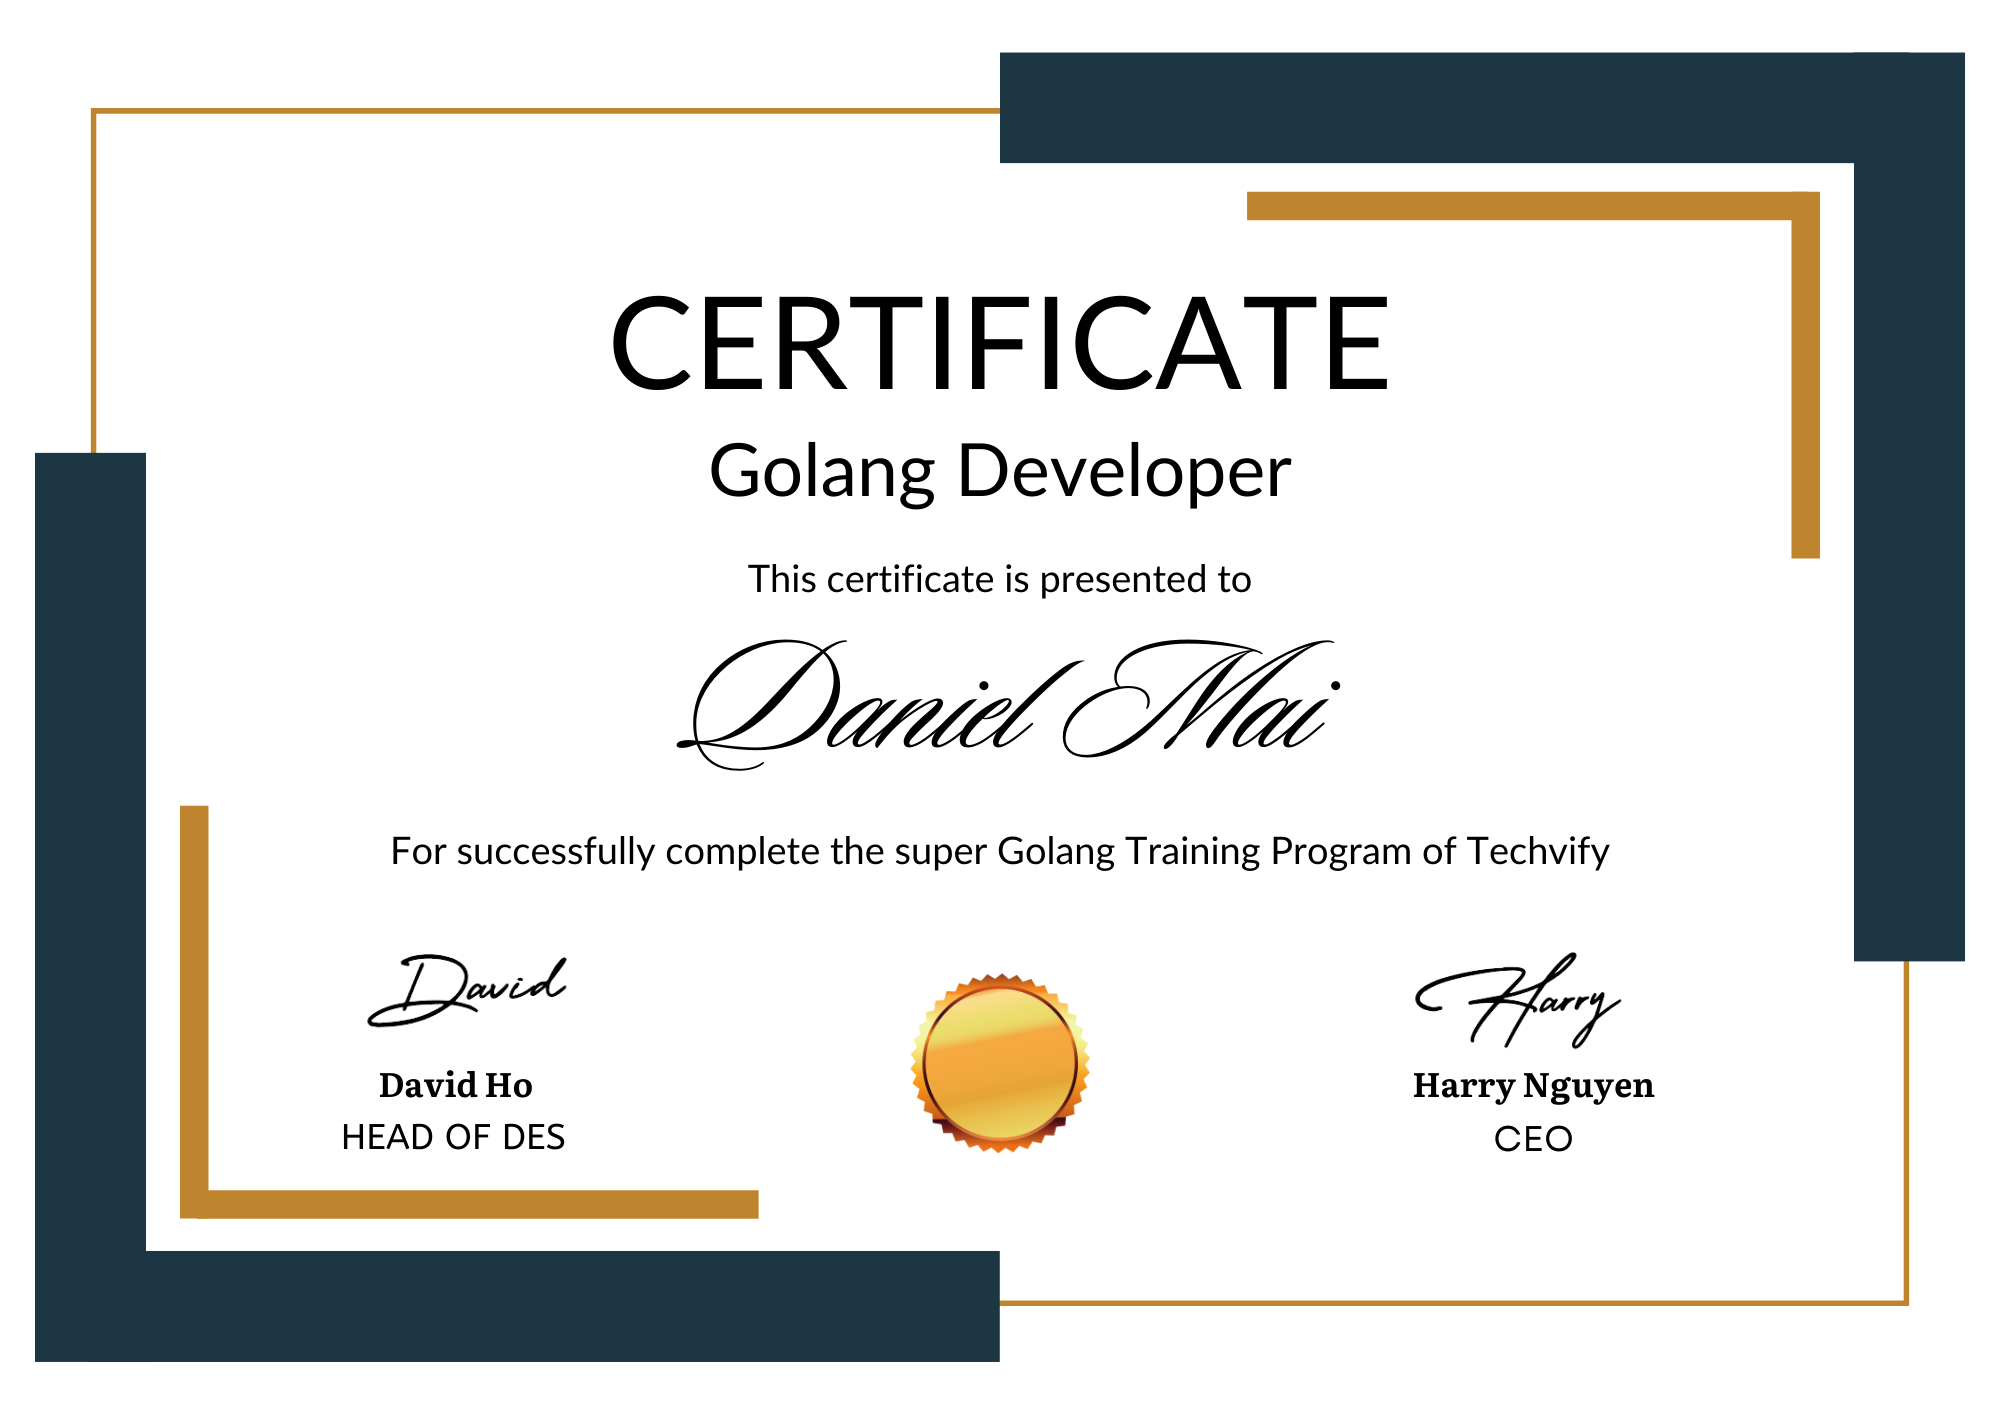 CERTIFICATE
Golang Developer
This certificate is presented to
Daniel Mai
For successfully complete the super Golang Training Program of Techvify
David
Harry
David Ho
Harry Nguyen
HEAD OF DES
CEO